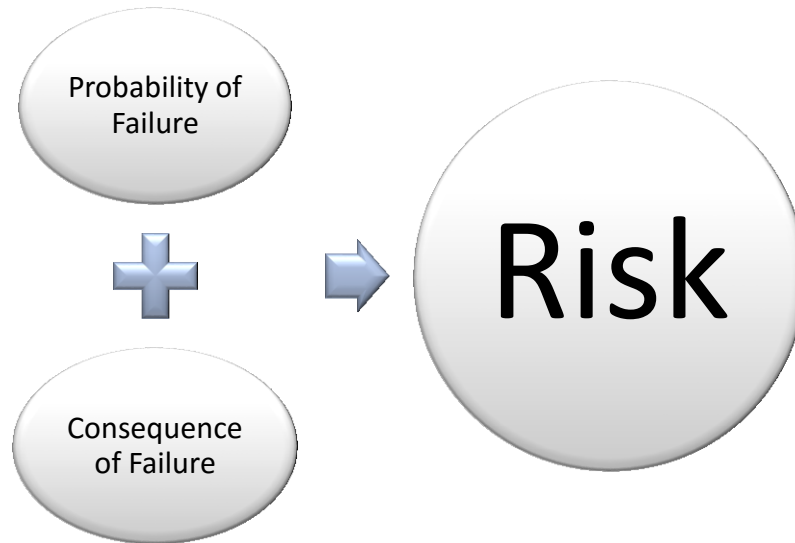 Probability of
Failure
Risk
Consequence
of Failure